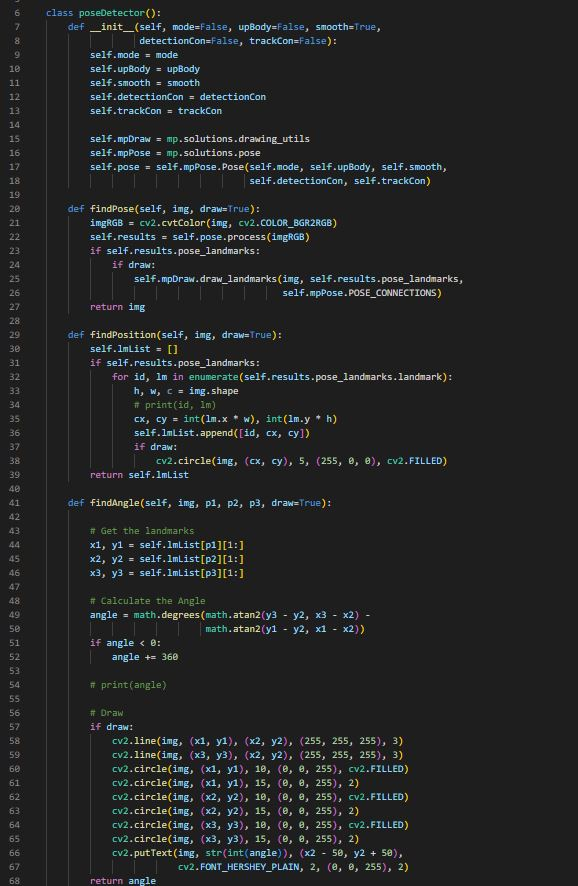 6 class poseDetector():
7     def __init__(self, mode=False, upBody=False, smooth=True,
8                  detectionCon=False, trackCon=False):
9         self.mode = mode
10         self.upBody = upBody
11         self.smooth = smooth
12         self.detectionCon = detectionCon
13         self.trackCon = trackCon
14
15         self.mpDraw = mp.solutions.drawing_utils
16         self.mpPose = mp.solutions.pose
17         self.pose = self.mpPose.Pose(self.mode, self.upBody, self.smooth,
18                                      self.detectionCon, self.trackCon)
19
20     def findPose(self, img, draw=True):
21         imgRGB = cv2.cvtColor(img, cv2.COLOR_BGR2RGB)
22         self.results = self.pose.process(imgRGB)
23         if self.results.pose_landmarks:
24             if draw:
25                 self.mpDraw.draw_landmarks(img, self.results.pose_landmarks,
26                                            self.mpPose.POSE_CONNECTIONS)
27         return img
28
29     def findPosition(self, img, draw=True):
30         self.lmList = []
31         if self.results.pose_landmarks:
32             for id, lm in enumerate(self.results.pose_landmarks.landmark):
33                 h, w, c = img.shape
34                 # print(id, lm)
35                 cx, cy = int(lm.x * w), int(lm.y * h)
36                 self.lmList.append([id, cx, cy])
37                 if draw:
38                     cv2.circle(img, (cx, cy), 5, (255, 0, 0), cv2.FILLED)
39         return self.lmList
40
41     def findAngle(self, img, p1, p2, p3, draw=True):
42
43         # Get the landmarks
44         x1, y1 = self.lmList[p1][1:]
45         x2, y2 = self.lmList[p2][1:]
46         x3, y3 = self.lmList[p3][1:]
47
48         # Calculate the Angle
49         angle = math.degrees(math.atan2(y3 - y2, x3 - x2) -
50                              math.atan2(y1 - y2, x1 - x2))
51         if angle < 0:
52             angle += 360
53
54         # print(angle)
55
56         # Draw
57         if draw:
58             cv2.line(img, (x1, y1), (x2, y2), (255, 255, 255), 3)
59             cv2.line(img, (x3, y3), (x2, y2), (255, 255, 255), 3)
60             cv2.circle(img, (x1, y1), 10, (0, 0, 255), cv2.FILLED)
61             cv2.circle(img, (x1, y1), 15, (0, 0, 255), 2)
62             cv2.circle(img, (x2, y2), 10, (0, 0, 255), cv2.FILLED)
63             cv2.circle(img, (x2, y2), 15, (0, 0, 255), 2)
64             cv2.circle(img, (x3, y3), 10, (0, 0, 255), cv2.FILLED)
65             cv2.circle(img, (x3, y3), 15, (0, 0, 255), 2)
66             cv2.putText(img, str(int(angle)), (x2 - 50, y2 + 50),
67                         cv2.FONT_HERSHEY_PLAIN, 2, (0, 0, 255), 2)
68         return angle